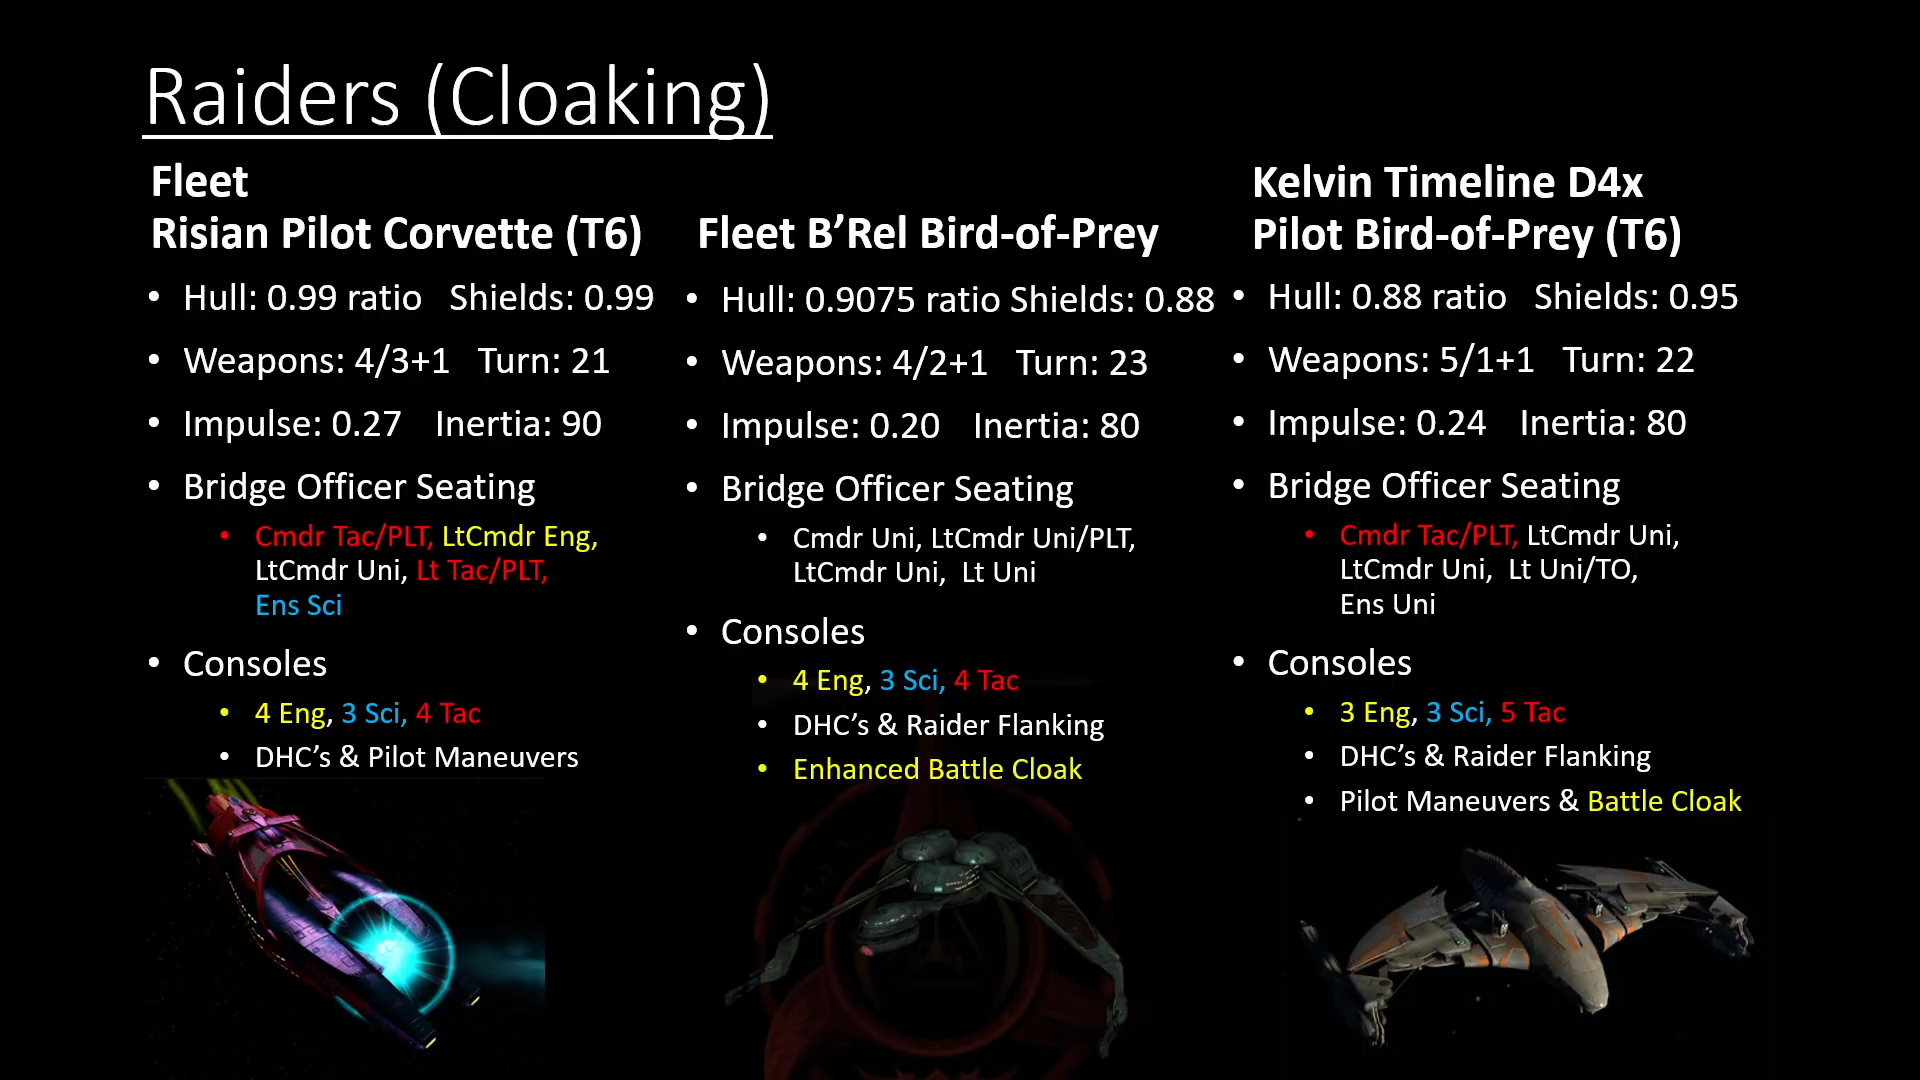 Raiders (Cloaking)
Fleet
Risian Pilot Corvette (T6)
• Hull: 0.99 ratio Shields: 0.99
• Weapons: 4/3+1 Turn: 21
• Impulse: 0.27 Inertia: 90
• Bridge Officer Seating
• Cmdr Tac/PLT, LtCmdr Eng,
LtCmdr Uni, Lt Tac/PLT,
Ens Sci
• Consoles
• 4 Eng, 3 Sci, 4 Tac
• DHC’s & Pilot Maneuvers
Fleet B’Rel Bird-of-Prey
• Hull: 0.9075 ratio Shields: 0.88
• Weapons: 4/2+1 Turn: 23
• Impulse: 0.20 Inertia: 80
• Bridge Officer Seating
• Cmdr Uni, LtCmdr Uni/PLT,
LtCmdr Uni, Lt Uni
• Consoles
• 4 Eng, 3 Sci, 4 Tac
• DHC’s & Raider Flanking
• Enhanced Battle Cloak
Kelvin Timeline D4x
Pilot Bird-of-Prey (T6)
• Hull: 0.88 ratio Shields: 0.95
• Weapons: 5/1+1 Turn: 22
• Impulse: 0.24 Inertia: 80
• Bridge Officer Seating
• Cmdr Tac/PLT, LtCmdr Uni,
LtCmdr Uni, Lt Uni/TO,
Ens Uni
• Consoles
• 3 Eng, 3 Sci, 5 Tac
• DHC’s & Raider Flanking
• Pilot Maneuvers & Battle Cloak